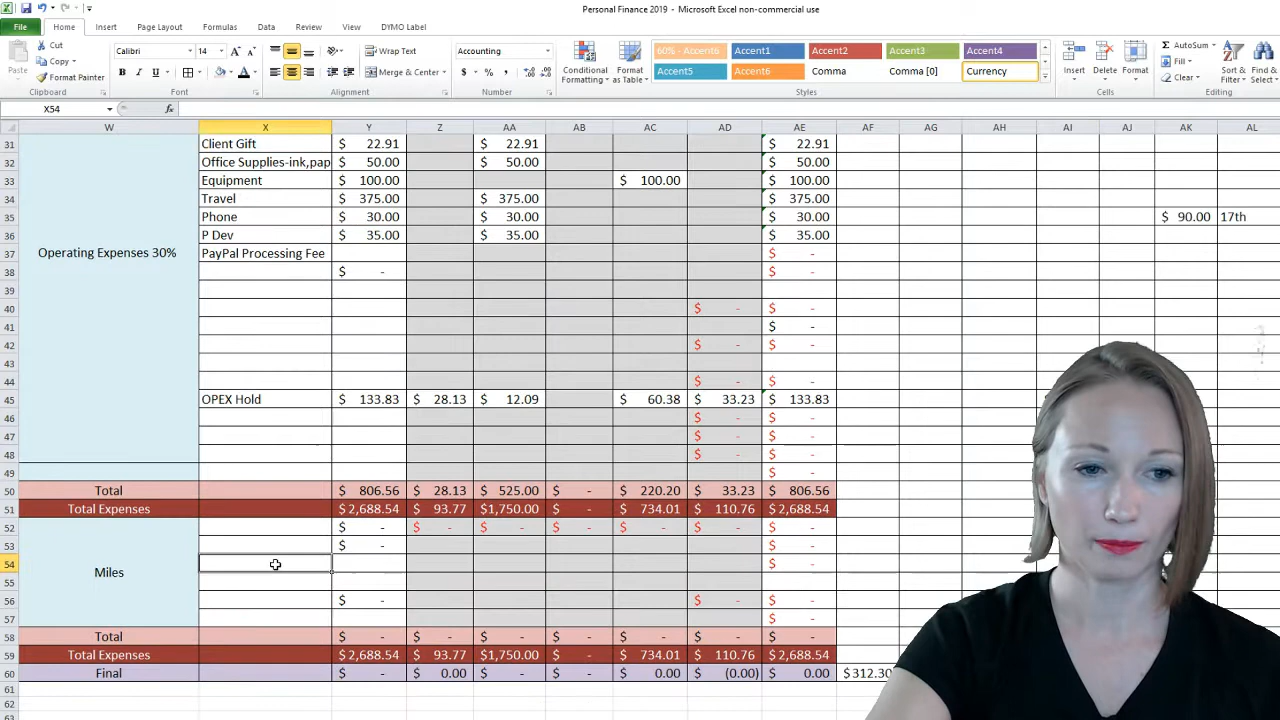 Personal Finance 2019 - Microsoft Excel non-commercial use
File Home Insert Page Layout Formulas Data Review View DYMO Label
Cut Calibri 14 A A Wrap Text Accounting 60% - Accent6 Accent1 Accent2 Accent3 Accent4 AutoSum
Copy Fill
Paste Format Painter B I U A Merge & Center $ % , Conditional Formatting Format as Table Accent5 Accent6 Comma Comma [0] Currency Insert Delete Format Clear Sort & Filter Find & Select
Clipboard Font Alignment Number Styles Cells Editing
X54 fx
W X Y Z AA AB AC AD AE AF AG AH AI AJ AK AL
31 Client Gift $ 22.91 $ 22.91 $ 22.91
32 Office Supplies-ink,pap $ 50.00 $ 50.00 $ 50.00
33 Equipment $ 100.00 $ 100.00 $ 100.00
34 Travel $ 375.00 $ 375.00 $ 375.00
35 Phone $ 30.00 $ 30.00 $ 30.00 $ 90.00 17th
36 P Dev $ 35.00 $ 35.00 $ 35.00
37 Operating Expenses 30% PayPal Processing Fee $ -
38 $ - $ -
39
40 $ - $ -
41 $ -
42 $ - $ -
43
44 $ - $ -
45 OPEX Hold $ 133.83 $ 28.13 $ 12.09 $ 60.38 $ 33.23 $ 133.83
46 $ - $ -
47 $ - $ -
48 $ - $ -
49 $ -
50 Total $ 806.56 $ 28.13 $ 525.00 $ - $ 220.20 $ 33.23 $ 806.56
51 Total Expenses $ 2,688.54 $ 93.77 $1,750.00 $ - $ 734.01 $ 110.76 $ 2,688.54
52 $ - $ - $ - $ - $ - $ - $ -
53 $ - $ -
54 Miles $ -
55
56 $ - $ - $ -
57 $ -
58 Total $ - $ - $ - $ - $ - $ - $ -
59 Total Expenses $ 2,688.54 $ 93.77 $1,750.00 $ - $ 734.01 $ 110.76 $ 2,688.54
60 Final $ - $ 0.00 $ - $ - $ 0.00 $ (0.00) $ 0.00 $312.30
61
62
63